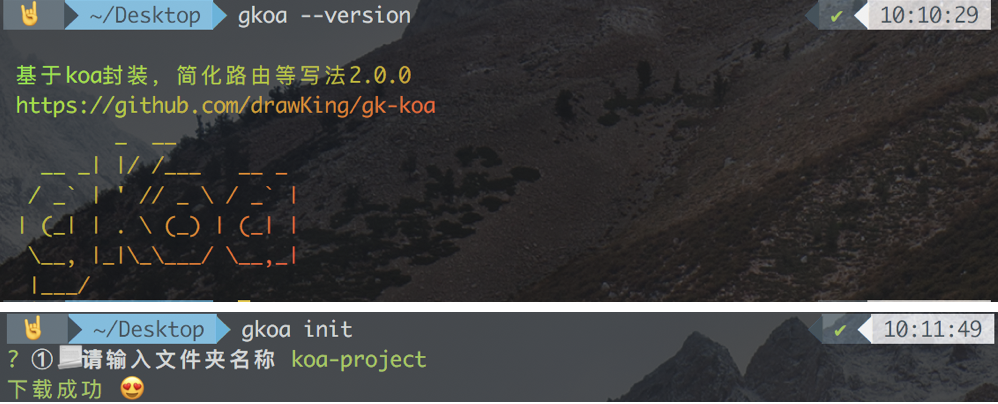 🤘 ~/Desktop gkoa --version ✔ 10:10:29
基于koa封装，简化路由等写法2.0.0
https://github.com/drawKing/gk-koa
        _  __
  __ _| |/ /___   __ _
 / _` | ' // _ \ / _` |
| (_| | . \ (_) | (_| |
 \__, |_|\_\___/ \__,_|
 |___/
🤘 ~/Desktop gkoa init ✔ 10:11:49
? ①请输入文件夹名称 koa-project
下载成功 😍